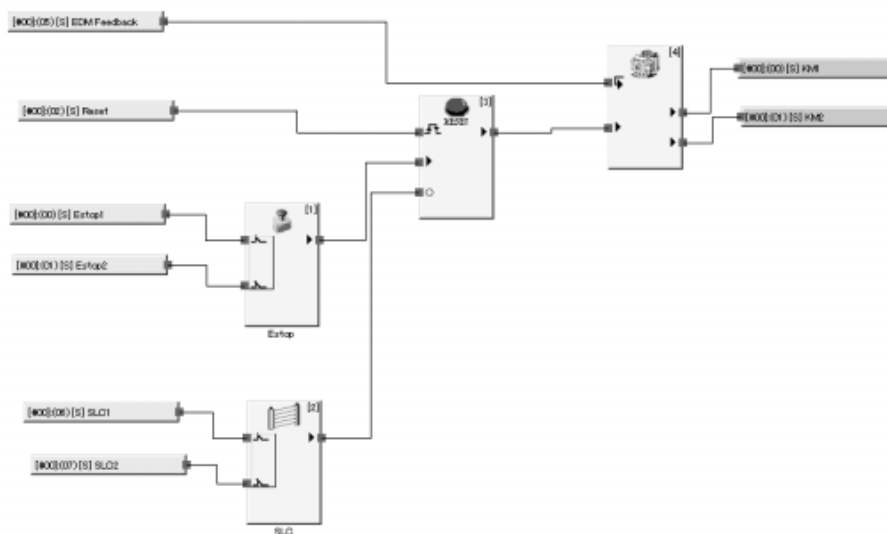 [#00]:(05) [S] EDM Feedback
[4]
[#00]:(00) [S] KM1
[#00]:(02) [S] Reset
[3]
RESET
[#00]:(01) [S] KM2
[#00]:(00) [S] Estop1
[1]
[#00]:(01) [S] Estop2
Estop
[#00]:(06) [S] SLC1
[2]
[#00]:(07) [S] SLC2
SLC